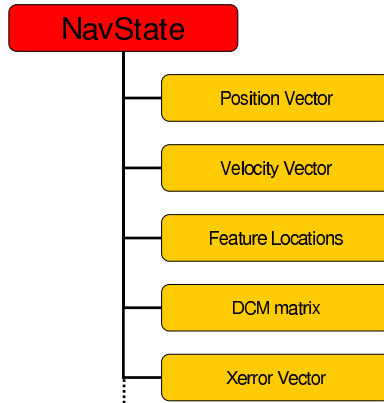 NavState
Position Vector
Velocity Vector
Feature Locations
DCM matrix
Xerror Vector